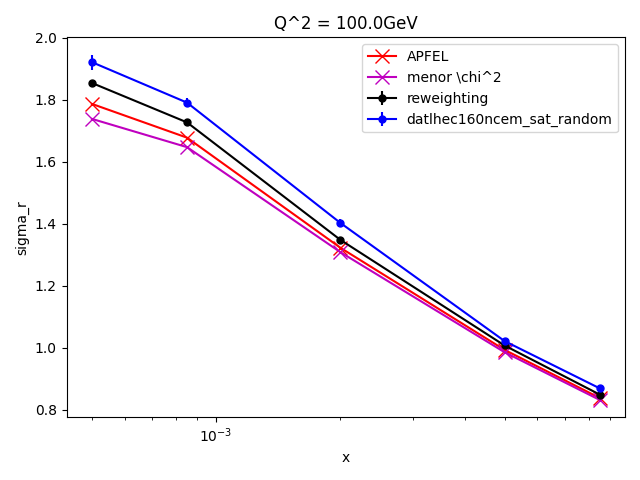 Q^2 = 100.0GeV
APFEL
menor \chi^2
reweighting
datlhec160ncem_sat_random
sigma_r
2.0
1.8
1.6
1.4
1.2
1.0
0.8
10⁻³
x